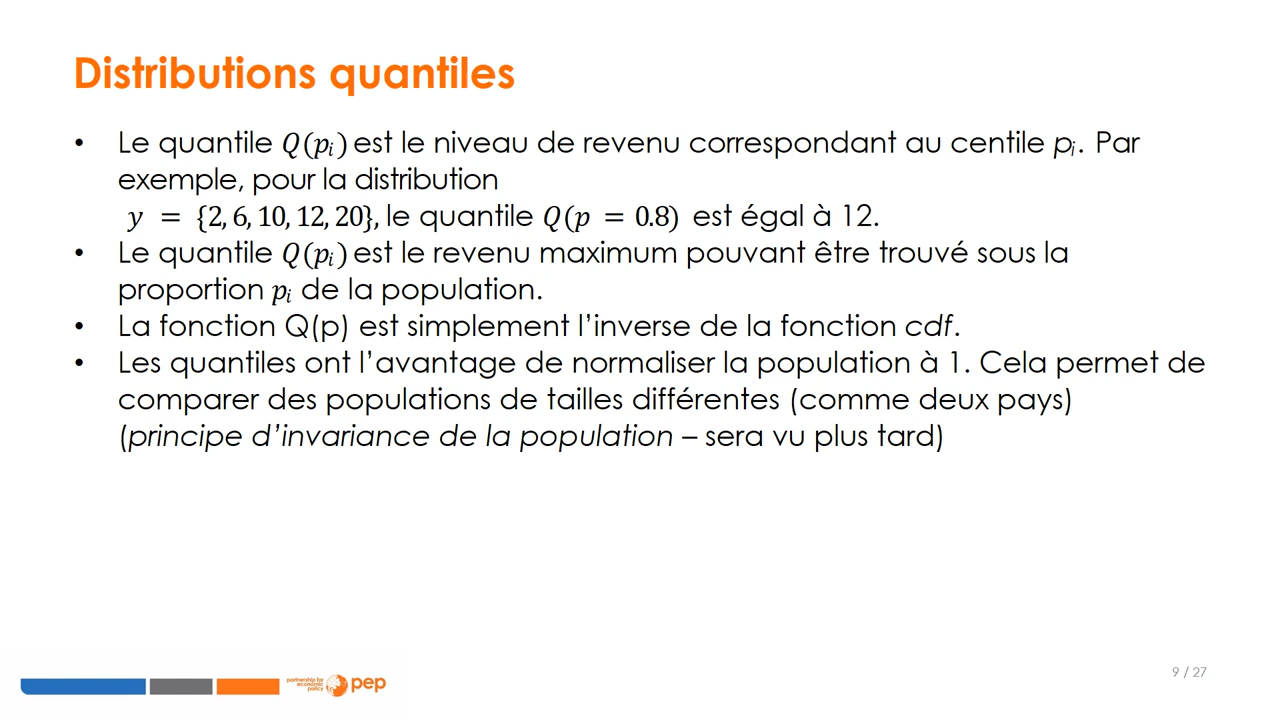 Distributions quantiles
• Le quantile Q(pᵢ) est le niveau de revenu correspondant au centile pᵢ. Par
exemple, pour la distribution
y = {2, 6, 10, 12, 20}, le quantile Q(p = 0.8) est égal à 12.
• Le quantile Q(pᵢ) est le revenu maximum pouvant être trouvé sous la
proportion pᵢ de la population.
• La fonction Q(p) est simplement l’inverse de la fonction cdf.
• Les quantiles ont l’avantage de normaliser la population à 1. Cela permet de
comparer des populations de tailles différentes (comme deux pays)
(principe d’invariance de la population – sera vu plus tard)
partnership for
economic
policy
pep
9 / 27